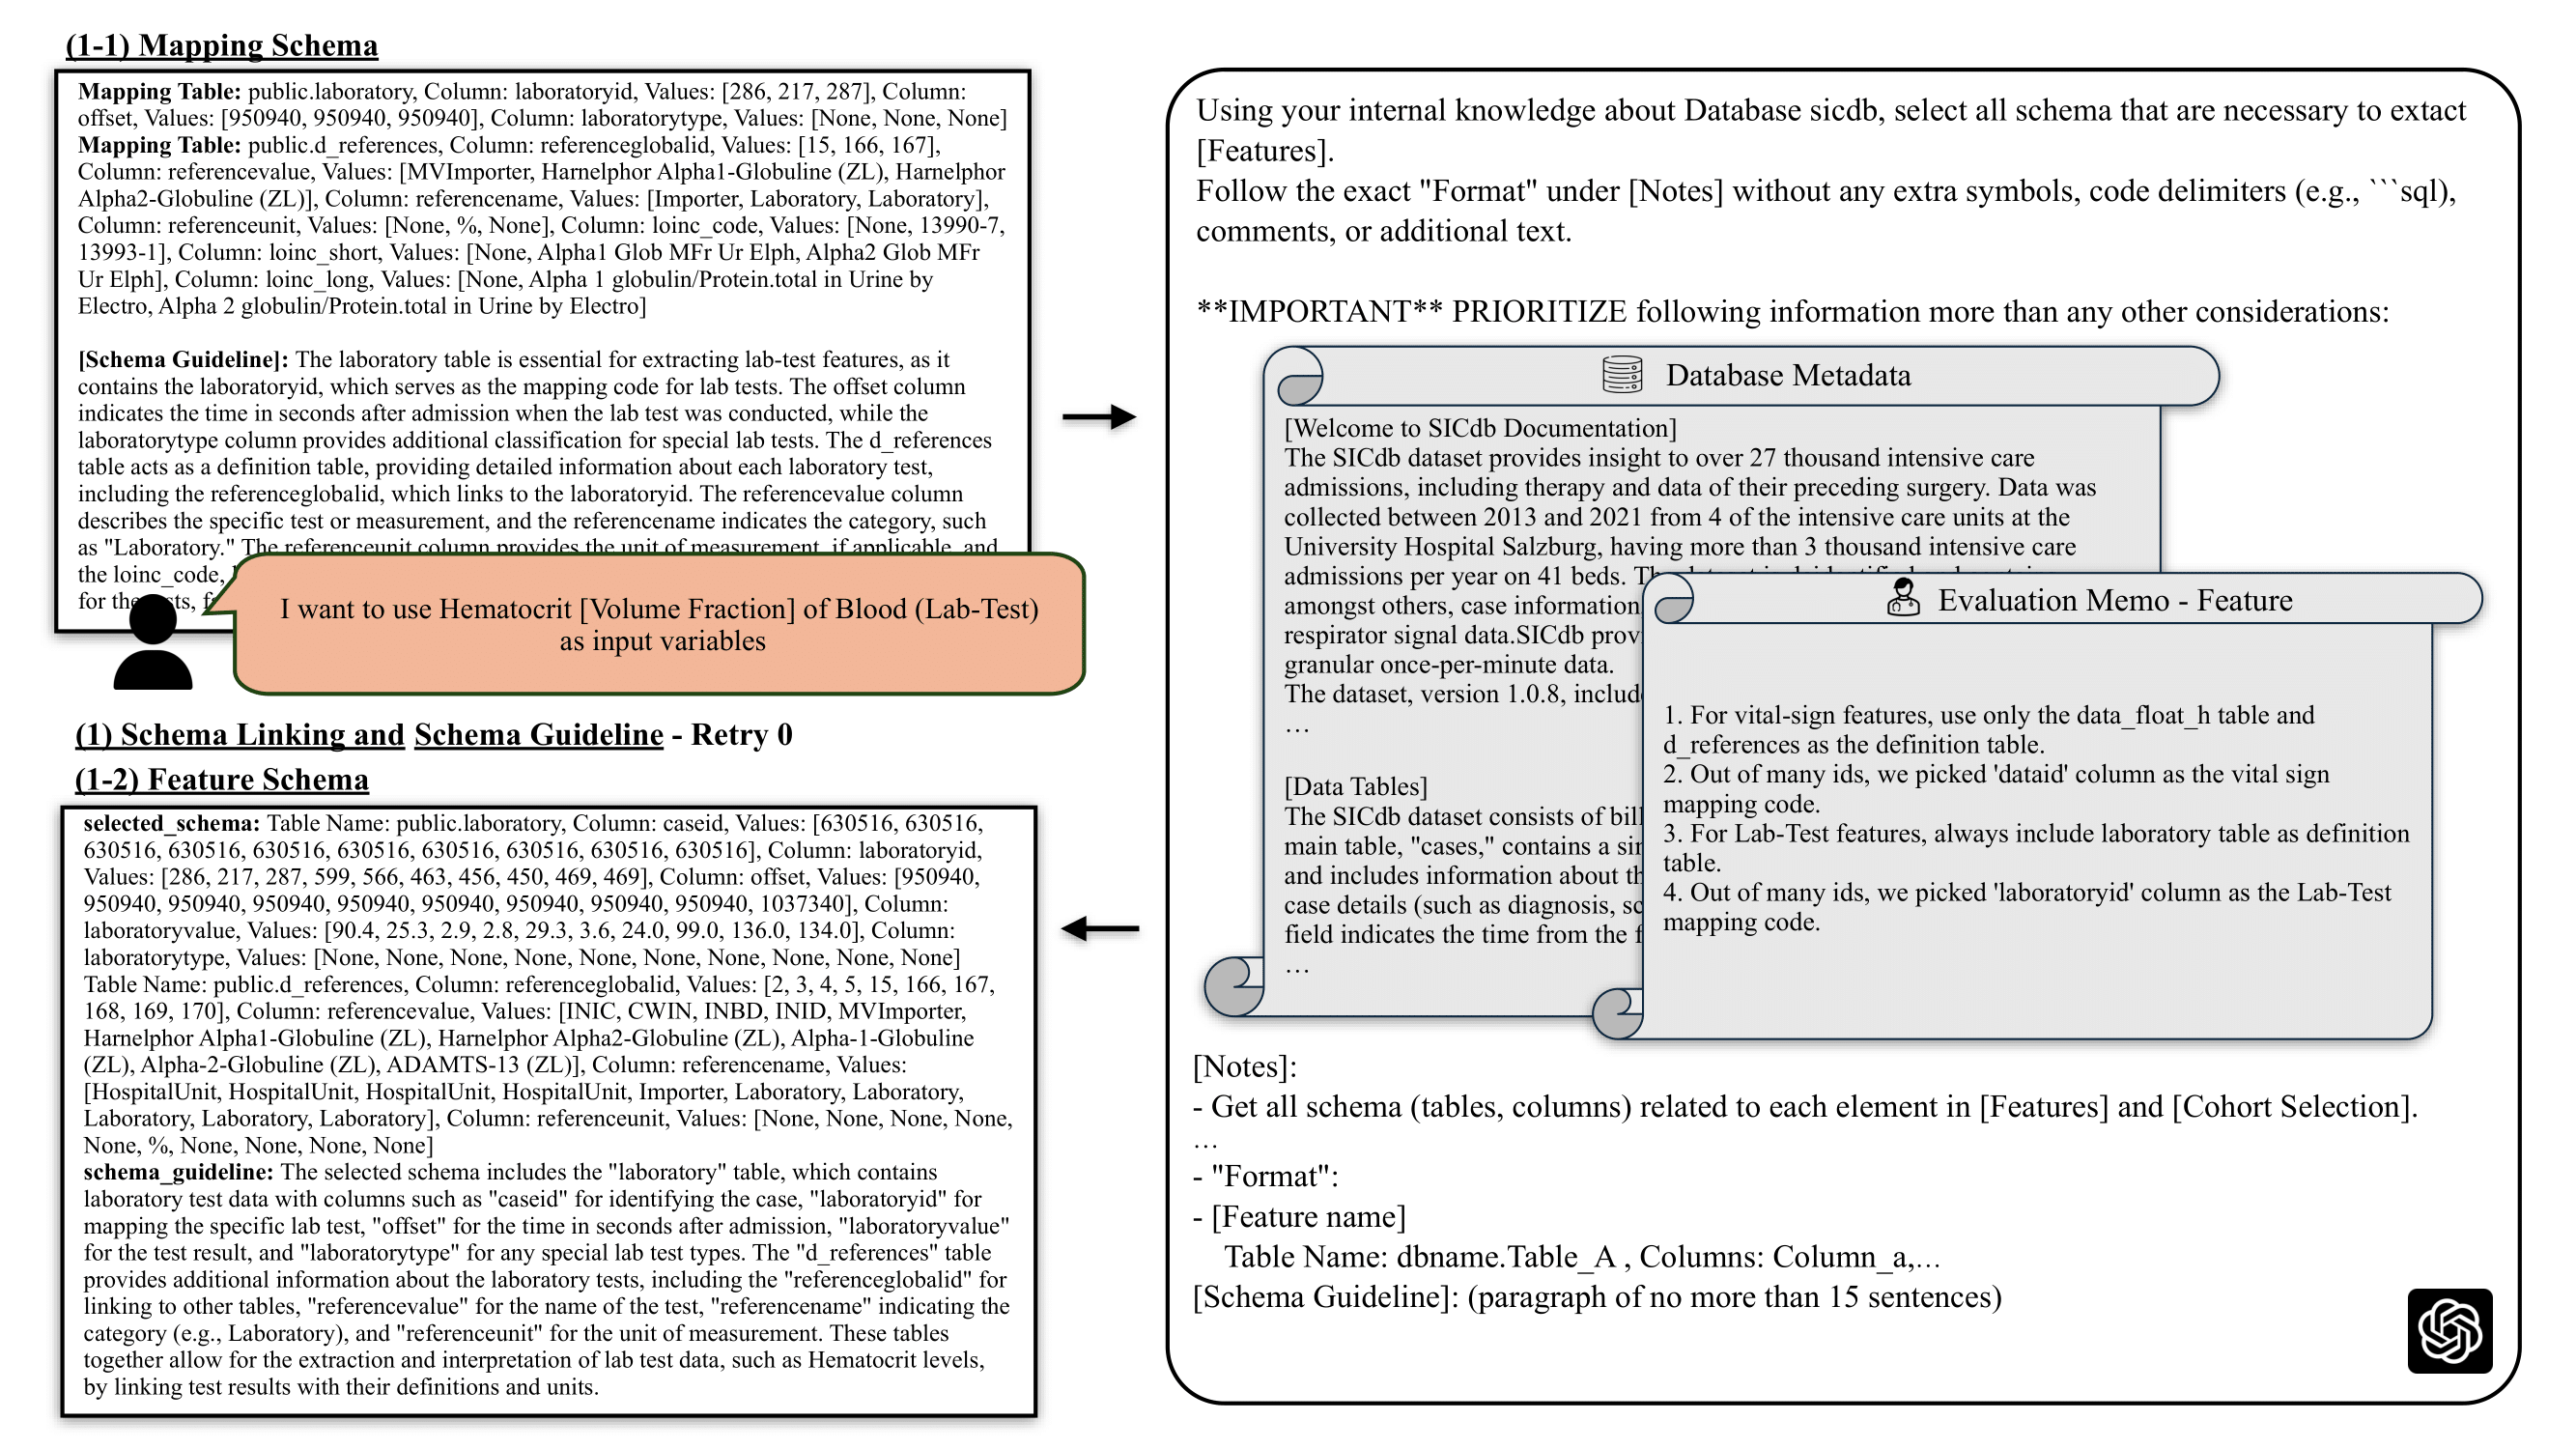 (1-1) Mapping Schema
Mapping Table: public.laboratory, Column: laboratoryid, Values: [286, 217, 287], Column:
offset, Values: [950940, 950940, 950940], Column: laboratorytype, Values: [None, None, None]
Mapping Table: public.d_references, Column: referenceglobalid, Values: [15, 166, 167],
Column: referencevalue, Values: [MVImporter, Harnelphor Alpha1-Globuline (ZL), Harnelphor
Alpha2-Globuline (ZL)], Column: referencename, Values: [Importer, Laboratory, Laboratory],
Column: referenceunit, Values: [None, %, None], Column: loinc_code, Values: [None, 13990-7,
13993-1], Column: loinc_short, Values: [None, Alpha1 Glob MFr Ur Elph, Alpha2 Glob MFr
Ur Elph], Column: loinc_long, Values: [None, Alpha 1 globulin/Protein.total in Urine by
Electro, Alpha 2 globulin/Protein.total in Urine by Electro]
[Schema Guideline]: The laboratory table is essential for extracting lab-test features, as it
contains the laboratoryid, which serves as the mapping code for lab tests. The offset column
indicates the time in seconds after admission when the lab test was conducted, while the
laboratorytype column provides additional classification for special lab tests. The d_references
table acts as a definition table, providing detailed information about each laboratory test,
including the referenceglobalid, which links to the laboratoryid. The referencevalue column
describes the specific test or measurement, and the referencename indicates the category, such
as "Laboratory." The referenceunit column provides the unit of measurement, if applicable, and
the loinc_code,
for the
I want to use Hematocrit [Volume Fraction] of Blood (Lab-Test)
as input variables
(1) Schema Linking and Schema Guideline - Retry 0
(1-2) Feature Schema
selected_schema: Table Name: public.laboratory, Column: caseid, Values: [630516, 630516,
630516, 630516, 630516, 630516, 630516, 630516, 630516, 630516], Column: laboratoryid,
Values: [286, 217, 287, 599, 566, 463, 456, 450, 469, 469], Column: offset, Values: [950940,
950940, 950940, 950940, 950940, 950940, 950940, 950940, 950940, 1037340], Column:
laboratoryvalue, Values: [90.4, 25.3, 2.9, 2.8, 29.3, 3.6, 24.0, 99.0, 136.0, 134.0], Column:
laboratorytype, Values: [None, None, None, None, None, None, None, None, None, None]
Table Name: public.d_references, Column: referenceglobalid, Values: [2, 3, 4, 5, 15, 166, 167,
168, 169, 170], Column: referencevalue, Values: [INIC, CWIN, INBD, INID, MVImporter,
Harnelphor Alpha1-Globuline (ZL), Harnelphor Alpha2-Globuline (ZL), Alpha-1-Globuline
(ZL), Alpha-2-Globuline (ZL), ADAMTS-13 (ZL)], Column: referencename, Values:
[HospitalUnit, HospitalUnit, HospitalUnit, HospitalUnit, Importer, Laboratory, Laboratory,
Laboratory, Laboratory, Laboratory], Column: referenceunit, Values: [None, None, None, None,
None, %, None, None, None, None]
schema_guideline: The selected schema includes the "laboratory" table, which contains
laboratory test data with columns such as "caseid" for identifying the case, "laboratoryid" for
mapping the specific lab test, "offset" for the time in seconds after admission, "laboratoryvalue"
for the test result, and "laboratorytype" for any special lab test types. The "d_references" table
provides additional information about the laboratory tests, including the "referenceglobalid" for
linking to other tables, "referencevalue" for the name of the test, "referencename" indicating the
category (e.g., Laboratory), and "referenceunit" for the unit of measurement. These tables
together allow for the extraction and interpretation of lab test data, such as Hematocrit levels,
by linking test results with their definitions and units.
Using your internal knowledge about Database sicdb, select all schema that are necessary to extact
[Features].
Follow the exact "Format" under [Notes] without any extra symbols, code delimiters (e.g., ```sql),
comments, or additional text.
**IMPORTANT** PRIORITIZE following information more than any other considerations:
Database Metadata
[Welcome to SICdb Documentation]
The SICdb dataset provides insight to over 27 thousand intensive care
admissions, including therapy and data of their preceding surgery. Data was
collected between 2013 and 2021 from 4 of the intensive care units at the
University Hospital Salzburg, having more than 3 thousand intensive care
admissions per year on 41 beds.
amongst others, case information
respirator signal data.SICdb
granular once-per-minute data.
The dataset, version 1.0.8,
…
[Data Tables]
The SICdb dataset consists of
main table, "cases," contains a
and includes information about
case details (such as diagnosis,
field indicates the time from the
…
Evaluation Memo - Feature
1. For vital-sign features, use only the data_float_h table and
d_references as the definition table.
2. Out of many ids, we picked 'dataid' column as the vital sign
mapping code.
3. For Lab-Test features, always include laboratory table as definition
table.
4. Out of many ids, we picked 'laboratoryid' column as the Lab-Test
mapping code.
[Notes]:
- Get all schema (tables, columns) related to each element in [Features] and [Cohort Selection].
…
- "Format":
- [Feature name]
Table Name: dbname.Table_A , Columns: Column_a,…
[Schema Guideline]: (paragraph of no more than 15 sentences)